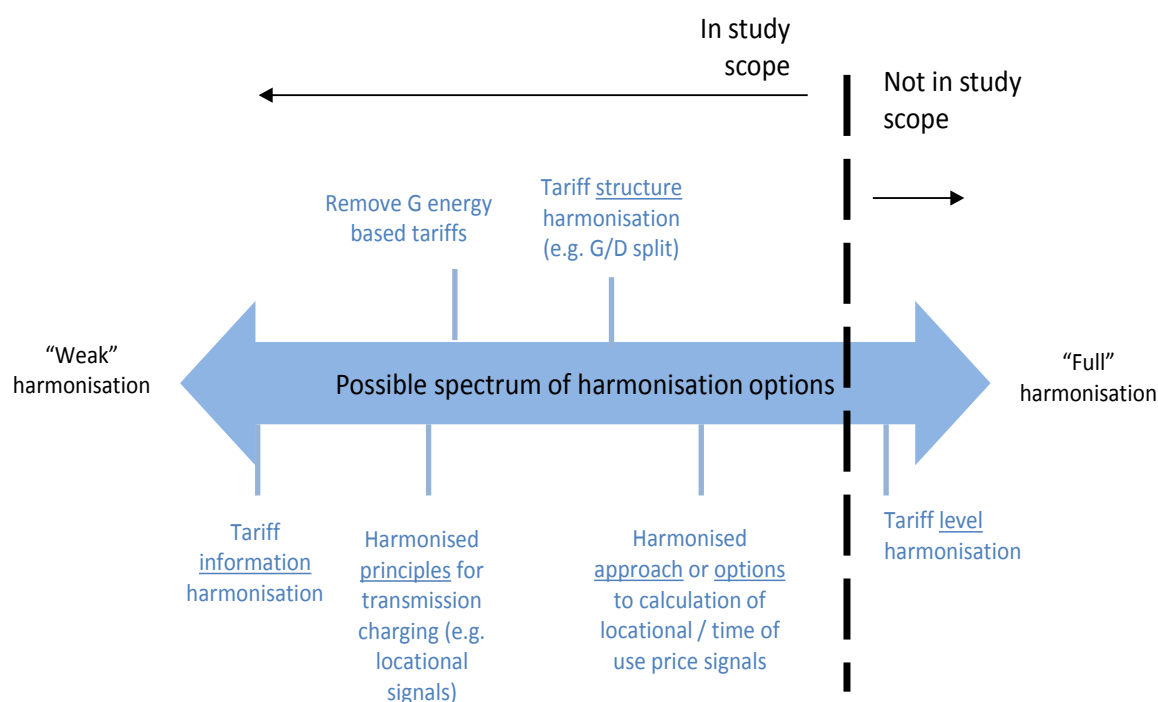 In study
scope
Not in study
scope
Remove G energy
based tariffs
Tariff structure
harmonisation
(e.g. G/D split)
“Weak”
harmonisation
Possible spectrum of harmonisation options
“Full”
harmonisation
Tariff
information
harmonisation
Harmonised
principles for
transmission
charging (e.g.
locational
signals)
Harmonised
approach or options
to calculation of
locational / time of
use price signals
Tariff level
harmonisation